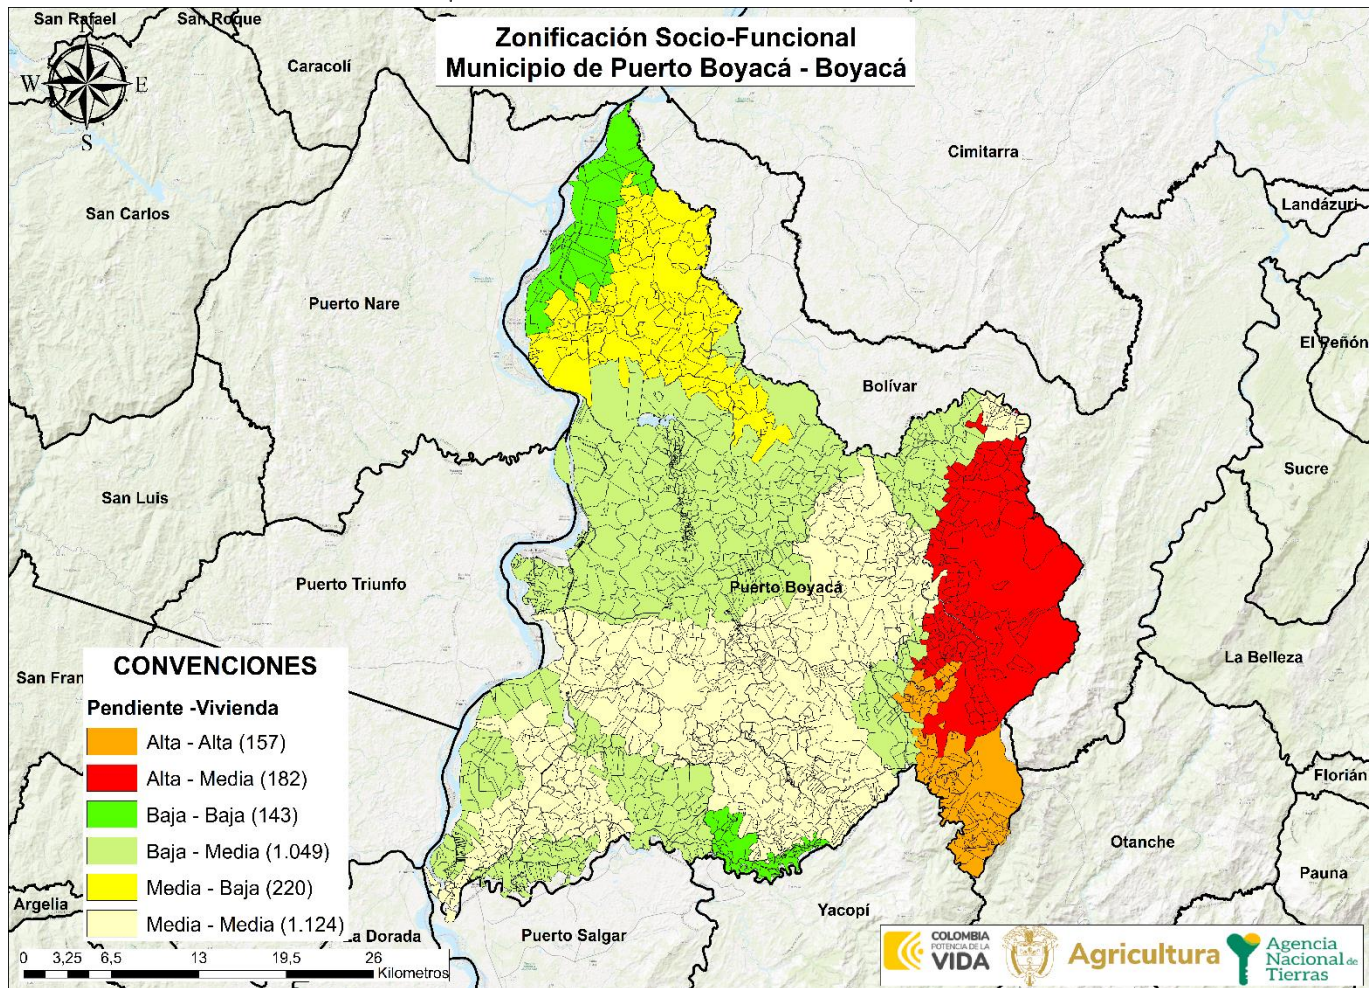 San Rafael
San Roque
Zonificación Socio-Funcional
Municipio de Puerto Boyacá - Boyacá
N
W
E
S
Caracolí
Cimitarra
San Carlos
Landázuri
Puerto Nare
El Peñón
Bolívar
Sucre
San Luis
Puerto Triunfo
Puerto Boyacá
La Belleza
San Fran
CONVENCIONES
Pendiente -Vivienda
Alta - Alta (157)
Alta - Media (182)
Baja - Baja (143)
Baja - Media (1.049)
Media - Baja (220)
Media - Media (1.124)
Florián
Otanche
Pauna
Argelia
Yacopí
La Dorada
Puerto Salgar
0 3,25 6,5 13 19,5 26
Kilometros
COLOMBIA
POTENCIA DE LA
VIDA
Agricultura
Agencia
Nacional de
Tierras